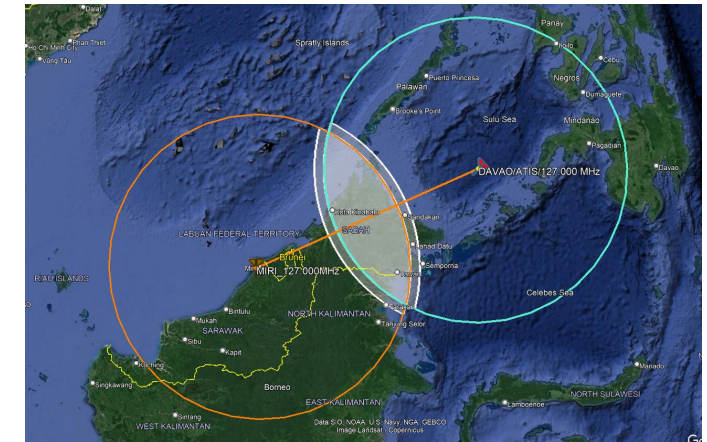 Dalat
Panay
Ho Chi Minh City
Phan Thiet
Vũng Tàu
Spratly Islands
Iloilo
Cebu
Palawan
Puerto Princesa
Negros
Dumaguete
Brooke's Point
Sulu Sea
Mindanao
Pagadian
Davao
DAVAO/ATIS/127.000 MHz
Kota Kinabalu
Sandakan
SABAH
LABUAN FEDERAL TERRITORY
Lahad Datu
Brunei
Semporna
MIRI_127.000MHz
Tawau
RIAU ISLANDS
Celebes Sea
Bintulu
NORTH KALIMANTAN
Mukah
SARAWAK
Tarakan
Tanjung Selor
Sibu
Kapit
Kuching
Manado
Singkawang
Borneo
EAST KALIMANTAN
Lamboenoe
NORTH SULAWESI
Sintang
WEST KALIMANTAN
Data SIO, NOAA, U.S. Navy, NGA, GEBCO
Image Landsat / Copernicus